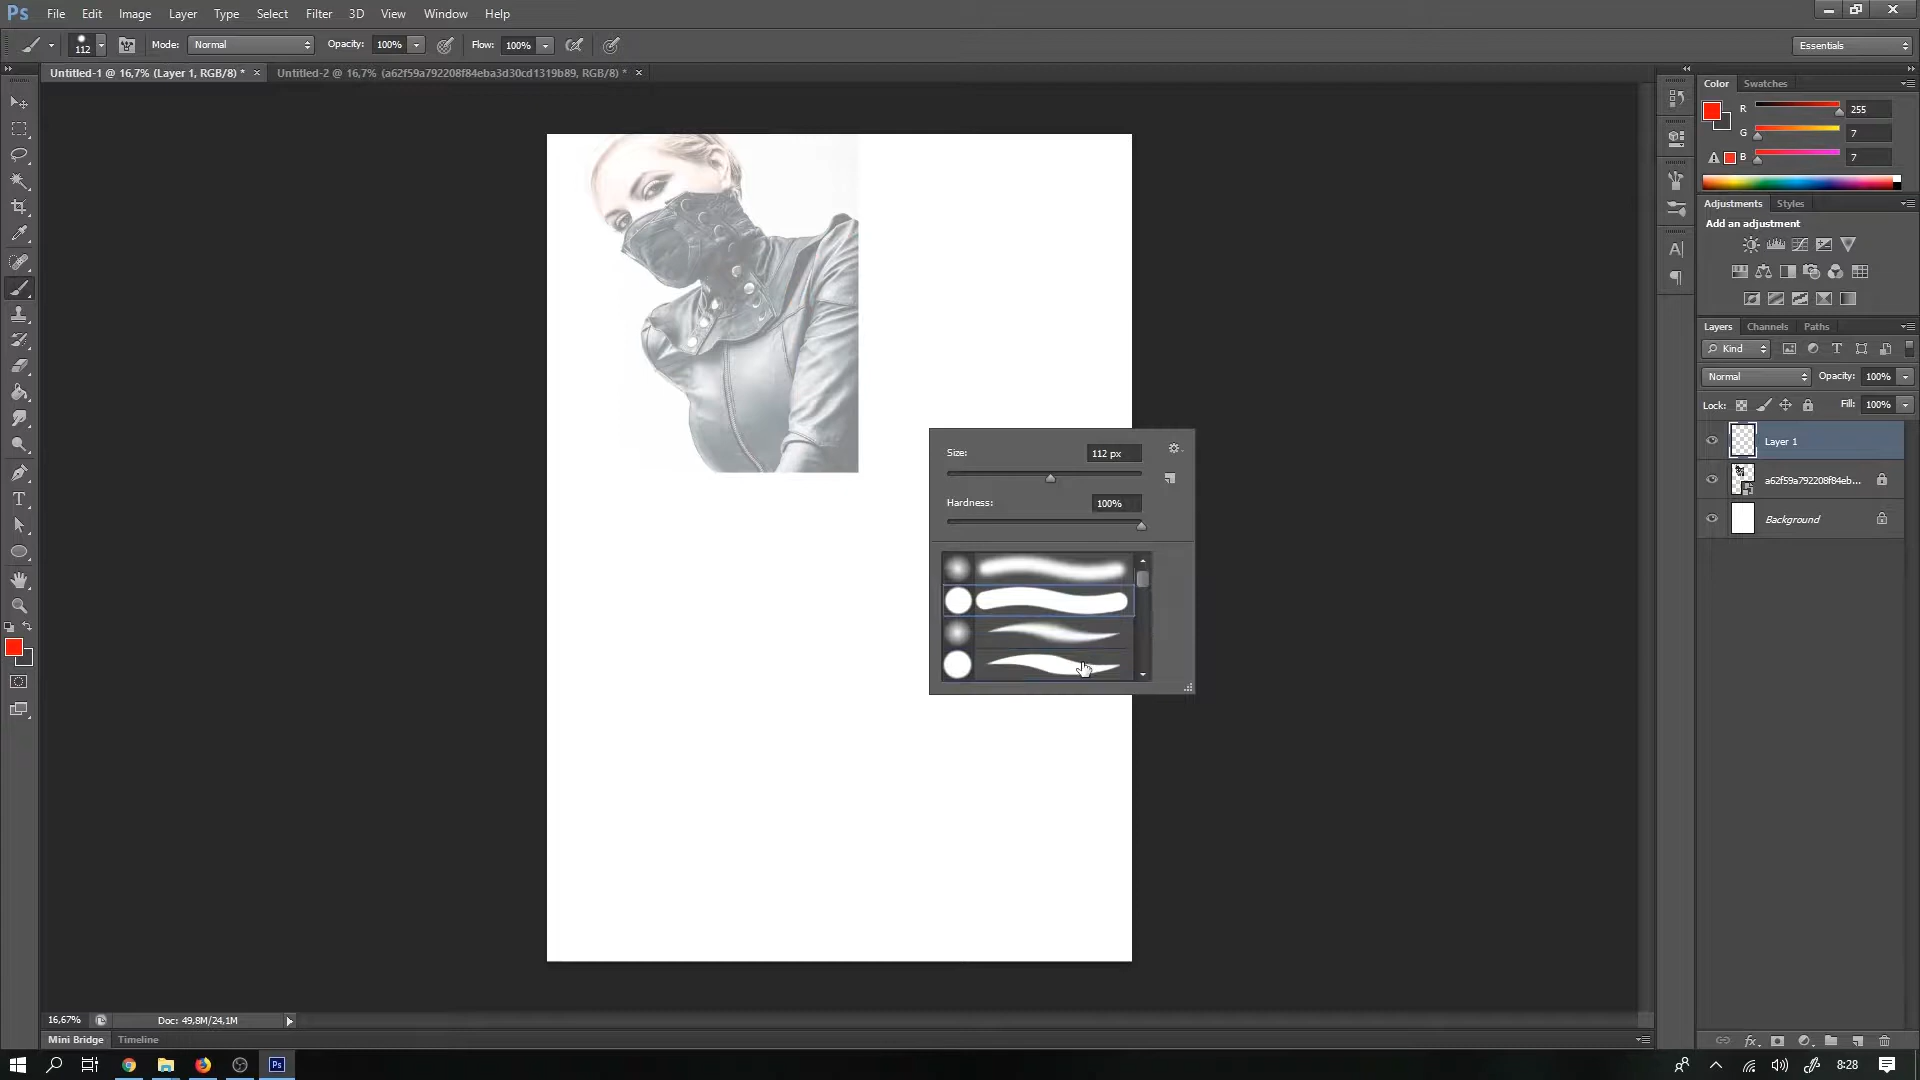 Ps File Edit Image Layer Type Select Filter 3D View Window Help
112 Mode: Normal Opacity: 100% Flow: 100% Essentials
Untitled-1 @ 16,7% (Layer 1, RGB/8) * Untitled-2 @ 16,7% (a62f59a792208f84eba3d30cd1319b89, RGB/8) *
Color Swatches
R 255
G 7
B 7
Adjustments Styles
Add an adjustment
Layers Channels Paths
Kind
Normal Opacity: 100%
Lock: Fill: 100%
Layer 1
a62f59a792208f84eb...
Background
Size: 112 px
Hardness: 100%
16,67% Doc: 49,8M/24,1M
Mini Bridge Timeline
Ps 8:28